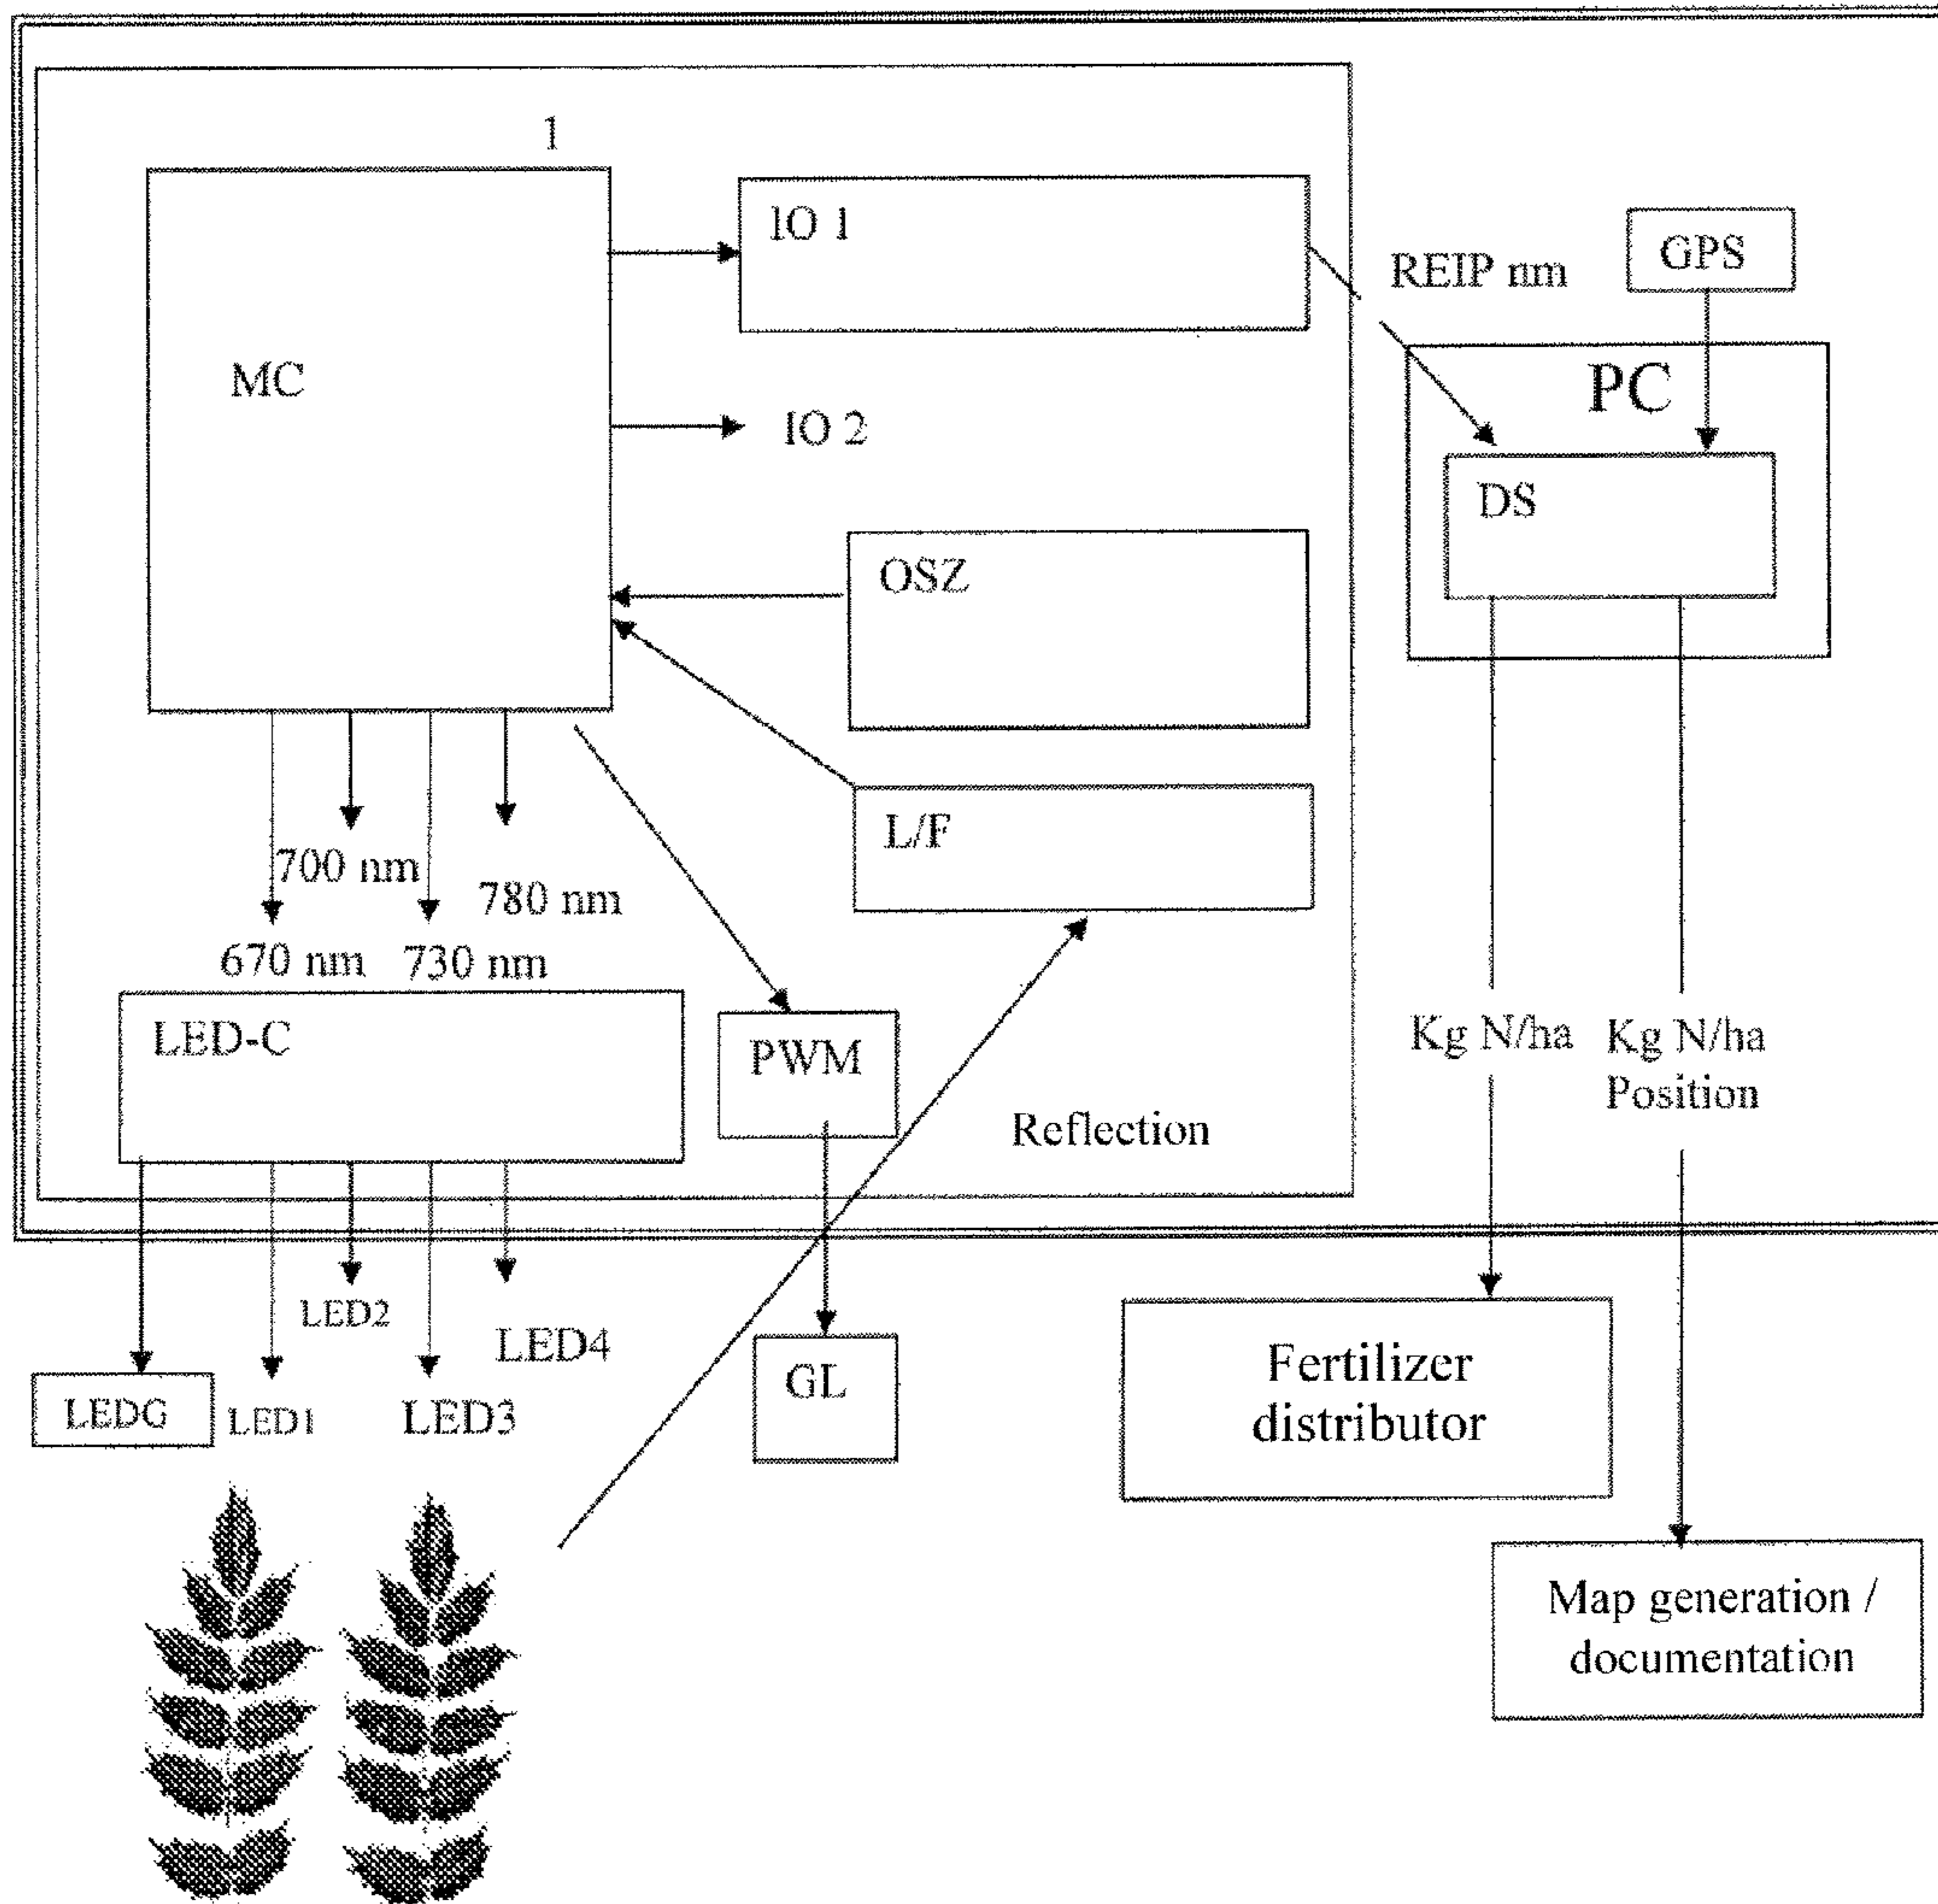 1
IO 1
REIP nm
GPS
MC
PC
IO 2
DS
OSZ
L/F
700 nm
780 nm
670 nm
730 nm
LED-C
PWM
Kg N/ha
Kg N/ha
Position
Reflection
LED2
LED4
LEDG
LED1
LED3
GL
Fertilizer
distributor
Map generation /
documentation